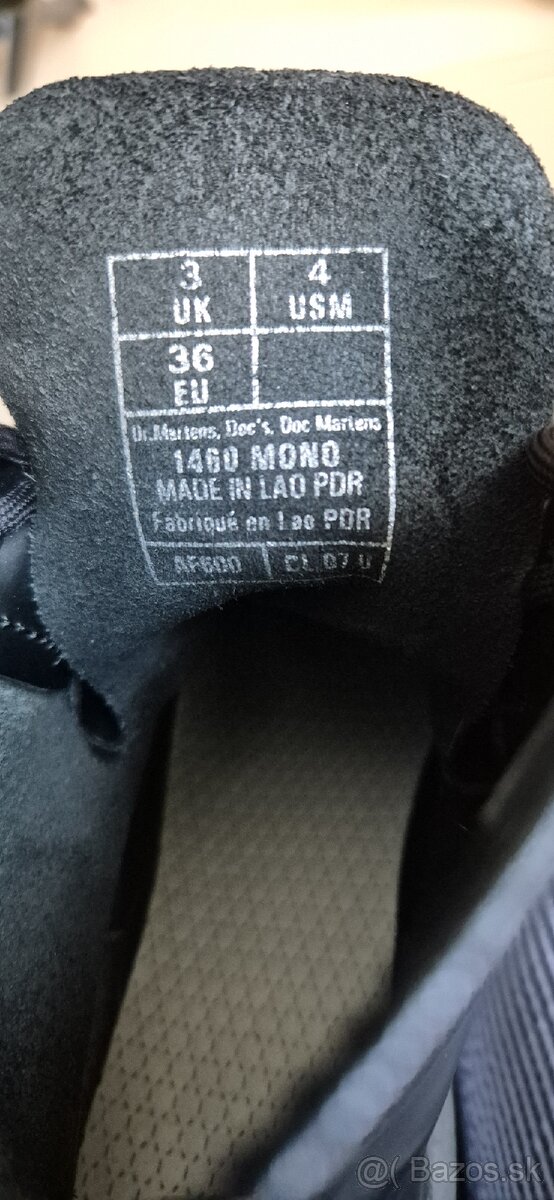 3 4
UK USM
36
EU
Dr.Martens, Doc's, Doc Martens
1460 MONO
MADE IN LAO PDR
Fabriqué en Lao PDR
07
@( Bazos.sk